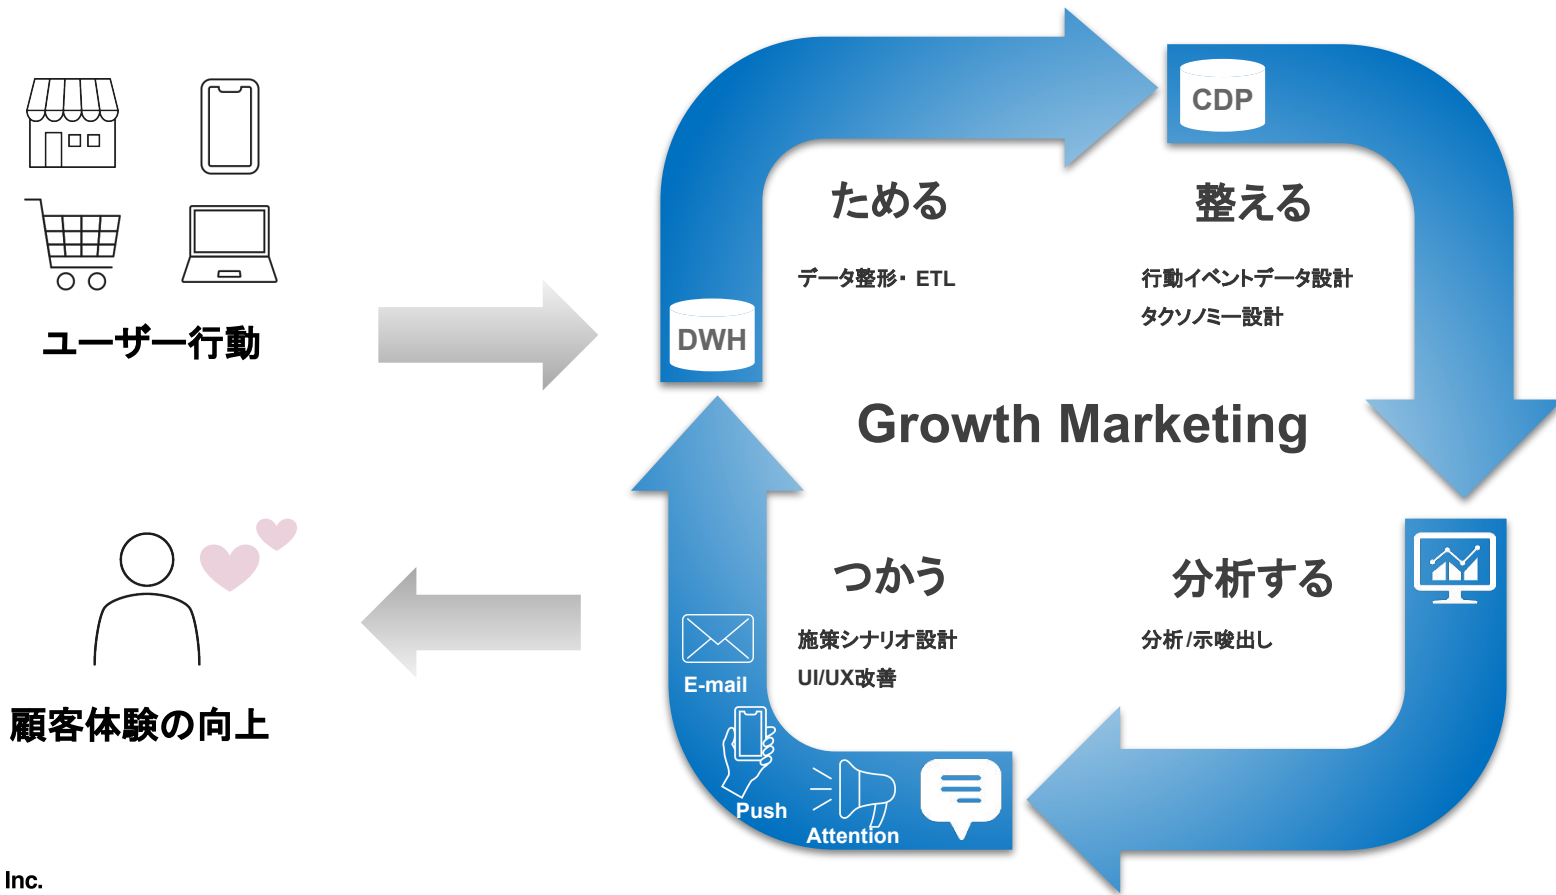 ユーザー行動
顧客体験の向上
DWH
CDP
ためる
データ整形・ ETL
整える
行動イベントデータ設計
タクソノミー設計
Growth Marketing
つかう
施策シナリオ設計
UI/UX改善
分析する
分析/示唆出し
E-mail
Push
Attention
Inc.